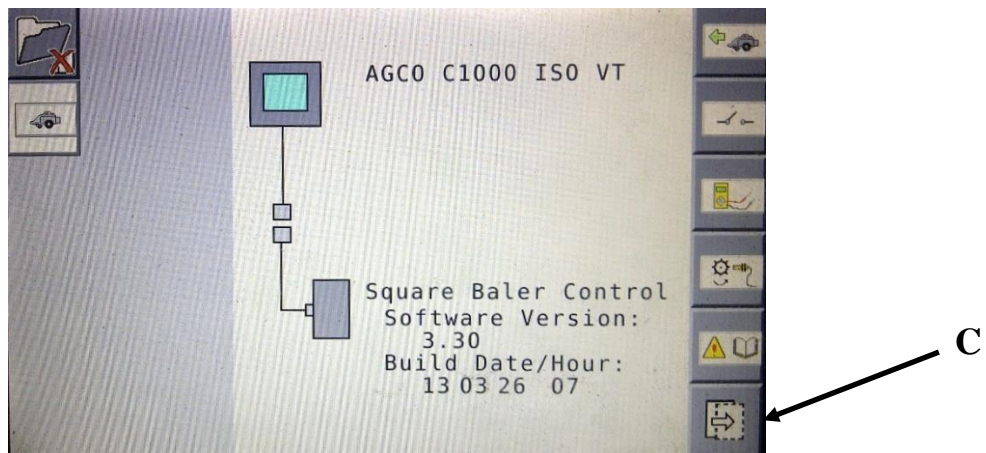 AGCO C1000 ISO VT
Square Baler Control
Software Version:
3.30
Build Date/Hour:
13 03 26 07
C